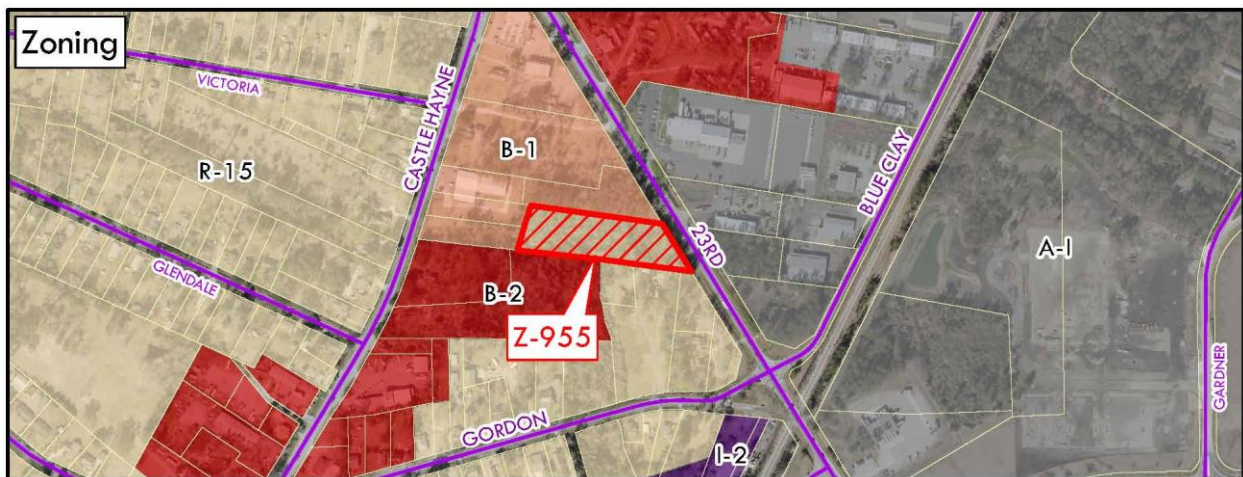 Zoning
VICTORIA
CASTLE HAYNE
B-1
R-15
BLUE CLAY
23RD
A-I
GLENDALE
B-2
Z-955
GARDNER
GORDON
I-2